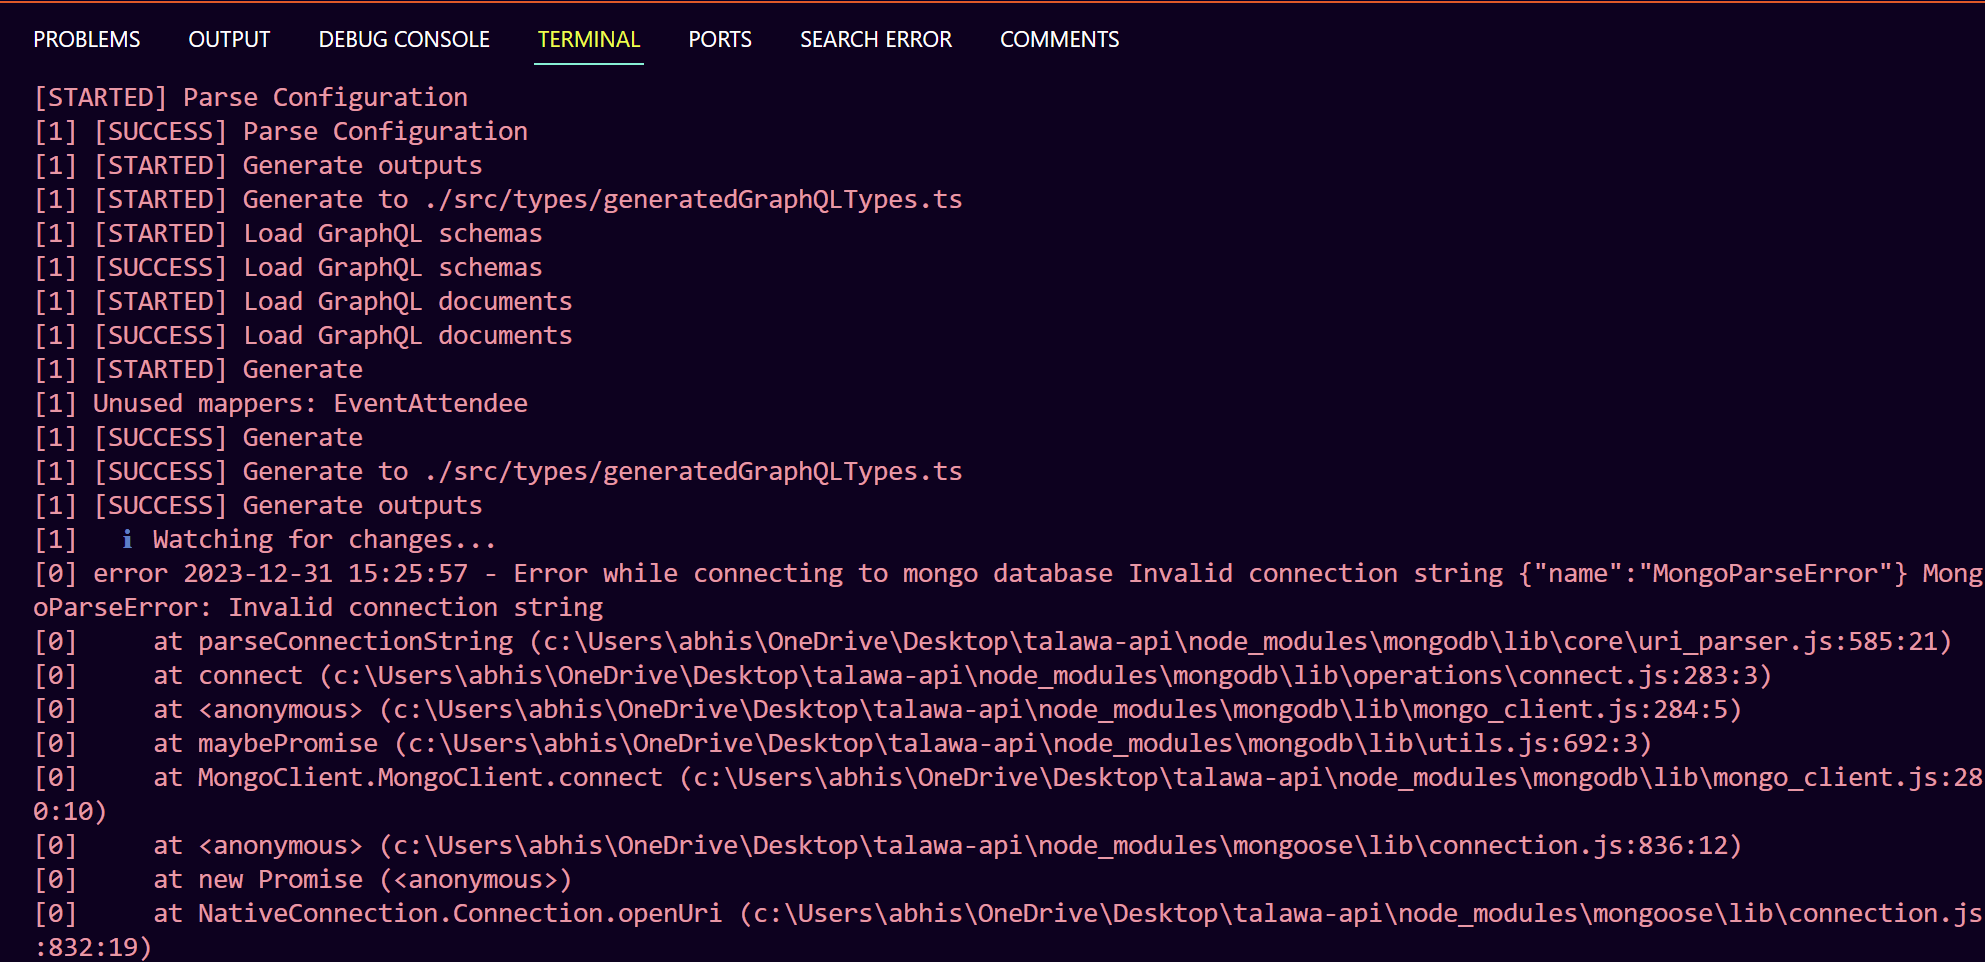 PROBLEMS OUTPUT DEBUG CONSOLE TERMINAL PORTS SEARCH ERROR COMMENTS
[STARTED] Parse Configuration
[1] [SUCCESS] Parse Configuration
[1] [STARTED] Generate outputs
[1] [STARTED] Generate to ./src/types/generatedGraphQLTypes.ts
[1] [STARTED] Load GraphQL schemas
[1] [SUCCESS] Load GraphQL schemas
[1] [STARTED] Load GraphQL documents
[1] [SUCCESS] Load GraphQL documents
[1] [STARTED] Generate
[1] Unused mappers: EventAttendee
[1] [SUCCESS] Generate
[1] [SUCCESS] Generate to ./src/types/generatedGraphQLTypes.ts
[1] [SUCCESS] Generate outputs
[1]   ℹ Watching for changes...
[0] error 2023-12-31 15:25:57 - Error while connecting to mongo database Invalid connection string {"name":"MongoParseError"} Mong
oParseError: Invalid connection string
[0]     at parseConnectionString (c:\Users\abhis\OneDrive\Desktop\talawa-api\node_modules\mongodb\lib\core\uri_parser.js:585:21)
[0]     at connect (c:\Users\abhis\OneDrive\Desktop\talawa-api\node_modules\mongodb\lib\operations\connect.js:283:3)
[0]     at <anonymous> (c:\Users\abhis\OneDrive\Desktop\talawa-api\node_modules\mongodb\lib\mongo_client.js:284:5)
[0]     at maybePromise (c:\Users\abhis\OneDrive\Desktop\talawa-api\node_modules\mongodb\lib\utils.js:692:3)
[0]     at MongoClient.MongoClient.connect (c:\Users\abhis\OneDrive\Desktop\talawa-api\node_modules\mongodb\lib\mongo_client.js:28
0:10)
[0]     at <anonymous> (c:\Users\abhis\OneDrive\Desktop\talawa-api\node_modules\mongoose\lib\connection.js:836:12)
[0]     at new Promise (<anonymous>)
[0]     at NativeConnection.Connection.openUri (c:\Users\abhis\OneDrive\Desktop\talawa-api\node_modules\mongoose\lib\connection.js
:832:19)